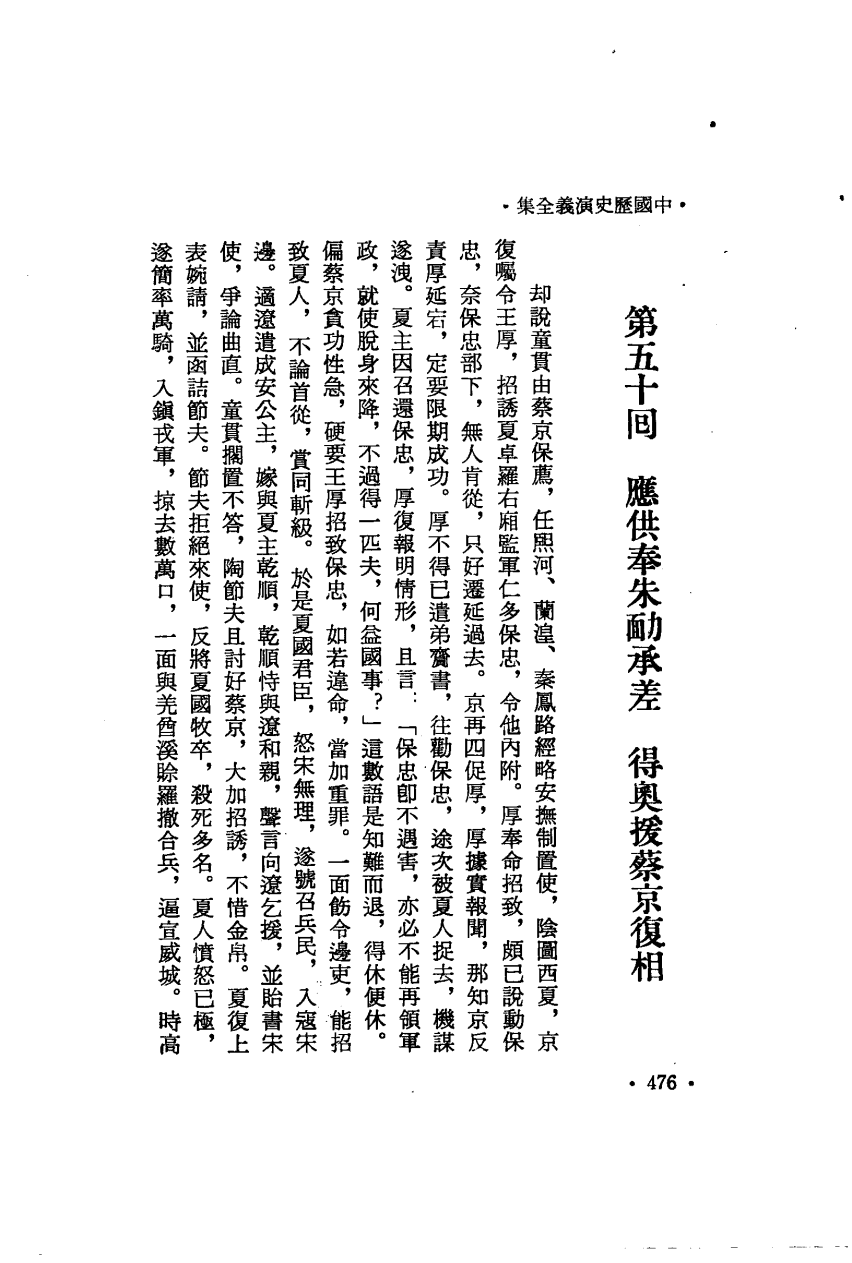 ·中國歷史演義全集·
第五十回　應供奉朱勔承差　得奧援蔡京復相
却說童貫由蔡京保薦，任熙河、蘭湟、秦鳳路經略安撫制置使，陰圖西夏，京
復囑令王厚，招誘夏卓羅右廂監軍仁多保忠，令他內附。厚奉命招致，頗已說動保
忠，奈保忠部下，無人肯從，只好遷延過去。京再四促厚，厚據實報聞，那知京反
責厚延宕，定要限期成功。厚不得已遣弟齎書，往勸保忠，途次被夏人捉去，機謀
遂洩。夏主因召還保忠，厚復報明情形，且言：「保忠卽不遇害，亦必不能再領軍
政，就使脫身來降，不過得一匹夫，何益國事？」這數語是知難而退，得休便休。
偏蔡京貪功性急，硬要王厚招致保忠，如若違命，當加重罪。一面飭令邊吏，能招
致夏人，不論首從，賞同斬級。於是夏國君臣，怒宋無理，遂號召兵民，入寇宋
邊。適遼遣成安公主，嫁與夏主乾順，乾順恃與遼和親，聲言向遼乞援，並貽書宋
使，爭論曲直。童貫擱置不答，陶節夫且討好蔡京，大加招誘，不惜金帛。夏復上
表婉請，並函詰節夫。節夫拒絕來使，反將夏國牧卒，殺死多名。夏人憤怒已極，
遂簡率萬騎，入鎮戎軍，掠去數萬口，一面與羌酋溪賒羅撒合兵，逼宣威城。時高
·476·